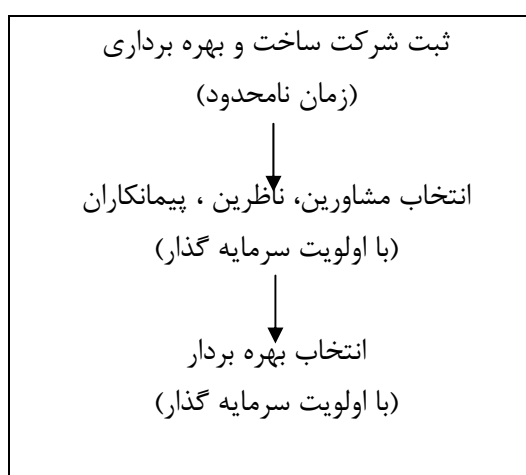 ثبت شرکت ساخت و بهره برداری
(زمان نامحدود)
انتخاب مشاورین، ناظرین ، پیمانکاران
(با اولویت سرمایه گذار)
انتخاب بهره بردار
(با اولویت سرمایه گذار)